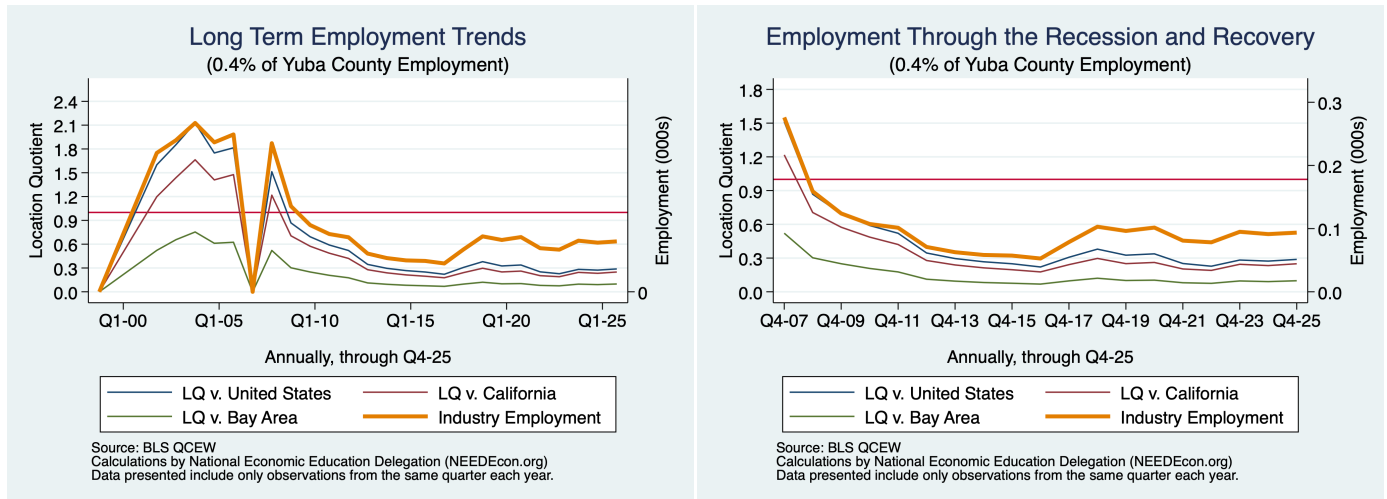 Long Term Employment Trends
(0.4% of Yuba County Employment)
Location Quotient
2.4
2.1
1.8
1.5
1.2
0.9
0.6
0.3
0.0
0
Employment (000s)
Q1-00 Q1-05 Q1-10 Q1-15 Q1-20 Q1-25
Annually, through Q4-25
LQ v. United States LQ v. California
LQ v. Bay Area Industry Employment
Source: BLS QCEW
Calculations by National Economic Education Delegation (NEEDEcon.org)
Data presented include only observations from the same quarter each year.
Employment Through the Recession and Recovery
(0.4% of Yuba County Employment)
Location Quotient
1.8
1.5
1.2
0.9
0.6
0.3
0.0
0.3
0.2
0.1
0.0
Employment (000s)
Q4-07 Q4-09 Q4-11 Q4-13 Q4-15 Q4-17 Q4-19 Q4-21 Q4-23 Q4-25
Annually, through Q4-25
LQ v. United States LQ v. California
LQ v. Bay Area Industry Employment
Source: BLS QCEW
Calculations by National Economic Education Delegation (NEEDEcon.org)
Data presented include only observations from the same quarter each year.